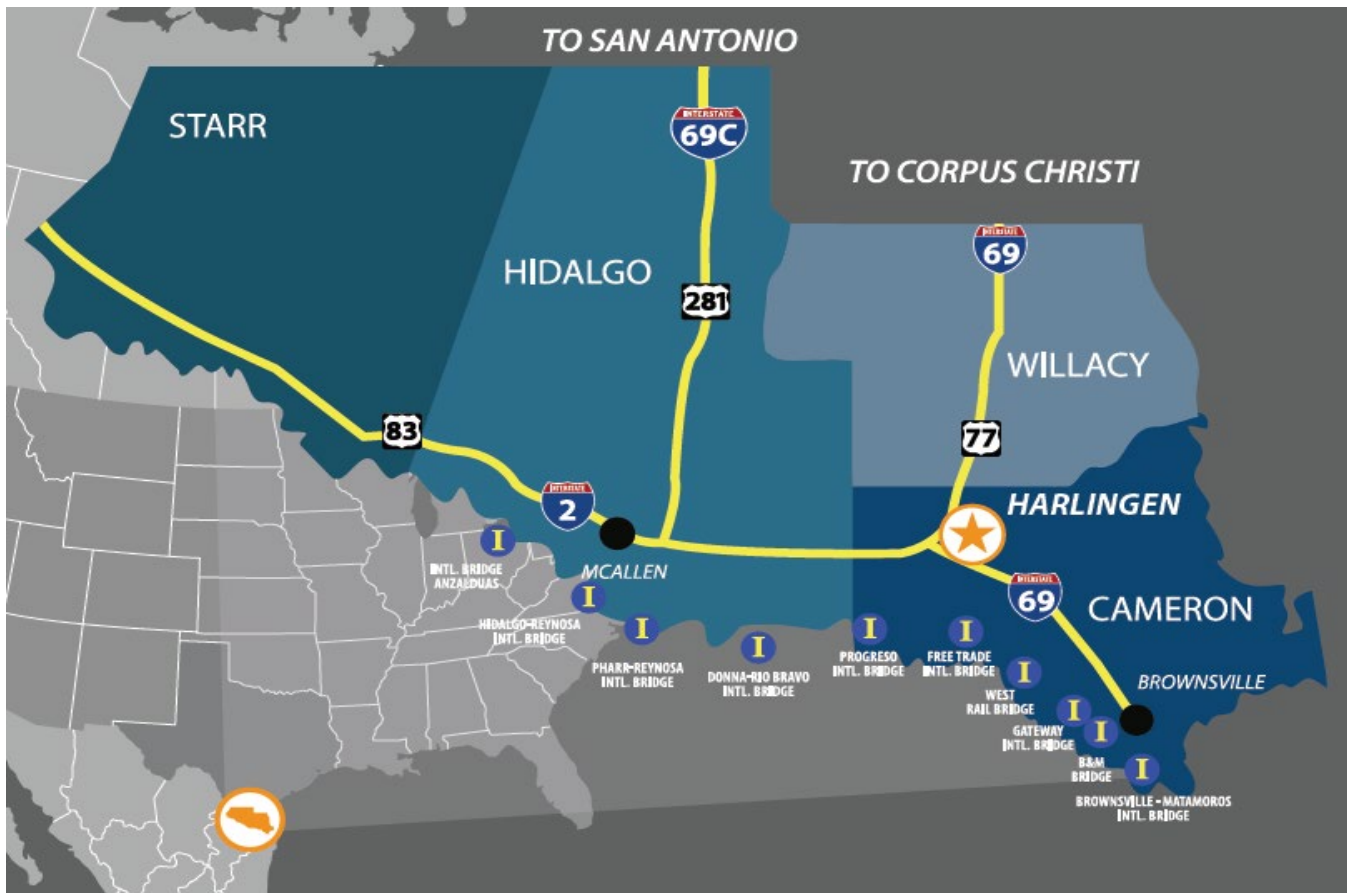 TO SAN ANTONIO
STARR
INTERSTATE
69C
TO CORPUS CHRISTI
INTERSTATE
69
HIDALGO
281
WILLACY
83
77
INTERSTATE
2
HARLINGEN
MCALLEN
INTERSTATE
69
CAMERON
I
INTL. BRIDGE
ANZALDUAS
I
HIDALGO-REYNOSA
INTL. BRIDGE
I
PHARR-REYNOSA
INTL. BRIDGE
I
DONNA-RIO BRAVO
INTL. BRIDGE
I
PROGRESO
INTL. BRIDGE
I
FREE TRADE
INTL. BRIDGE
I
WEST
RAIL BRIDGE
BROWNSVILLE
I
GATEWAY
INTL. BRIDGE
I
B&M
BRIDGE
I
BROWNSVILLE - MATAMOROS
INTL. BRIDGE